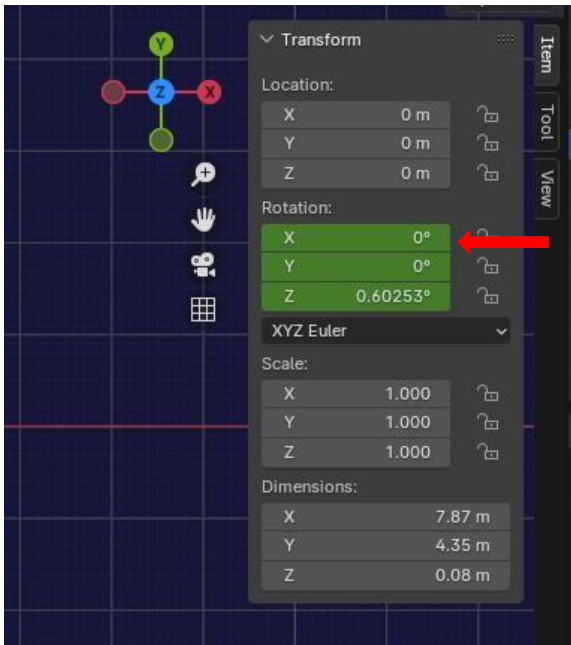 Y
Z
X
Transform
Location:
X 0 m
Y 0 m
Z 0 m
Rotation:
X 0°
Y 0°
Z 0.60253°
XYZ Euler
Scale:
X 1.000
Y 1.000
Z 1.000
Dimensions:
X 7.87 m
Y 4.35 m
Z 0.08 m
Item
Tool
View